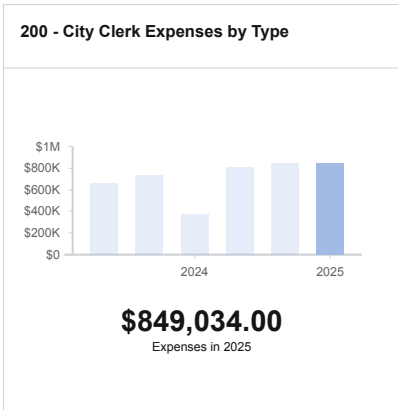 200 - City Clerk Expenses by Type
$1M
$800K
$600K
$400K
$200K
$0
2024
2025
$849,034.00
Expenses in 2025